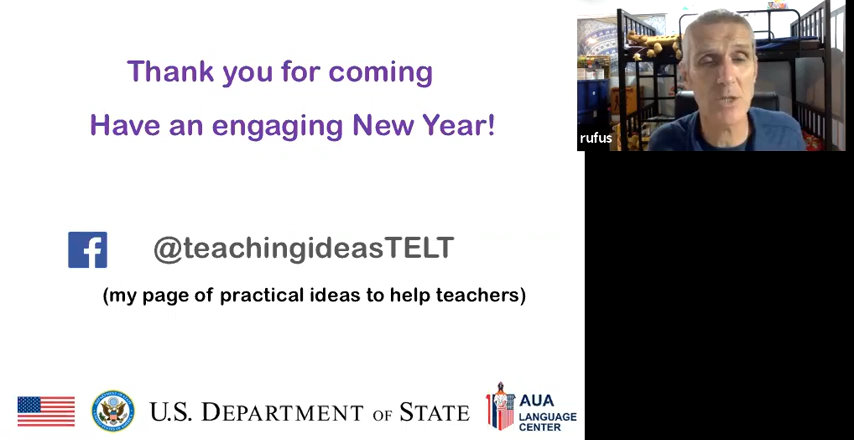 Thank you for coming
Have an engaging New Year!
rufus
@teachingideasTELT
(my page of practical ideas to help teachers)
U.S. DEPARTMENT OF STATE
AUA
LANGUAGE
CENTER